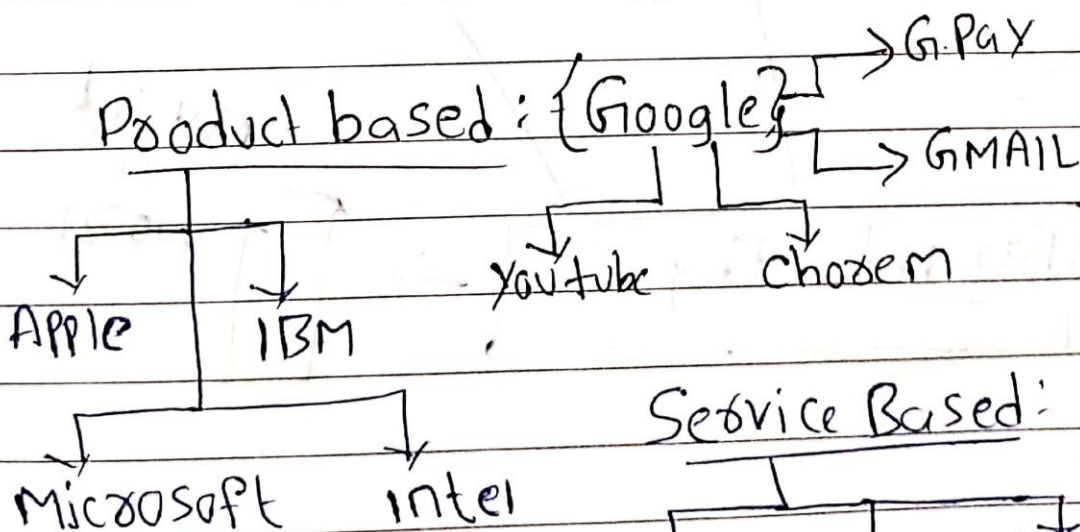 G.Pay
Product based : {Google}
GMAIL
Youtube
Chorem
Apple
IBM
Service Based :
Microsoft
intel